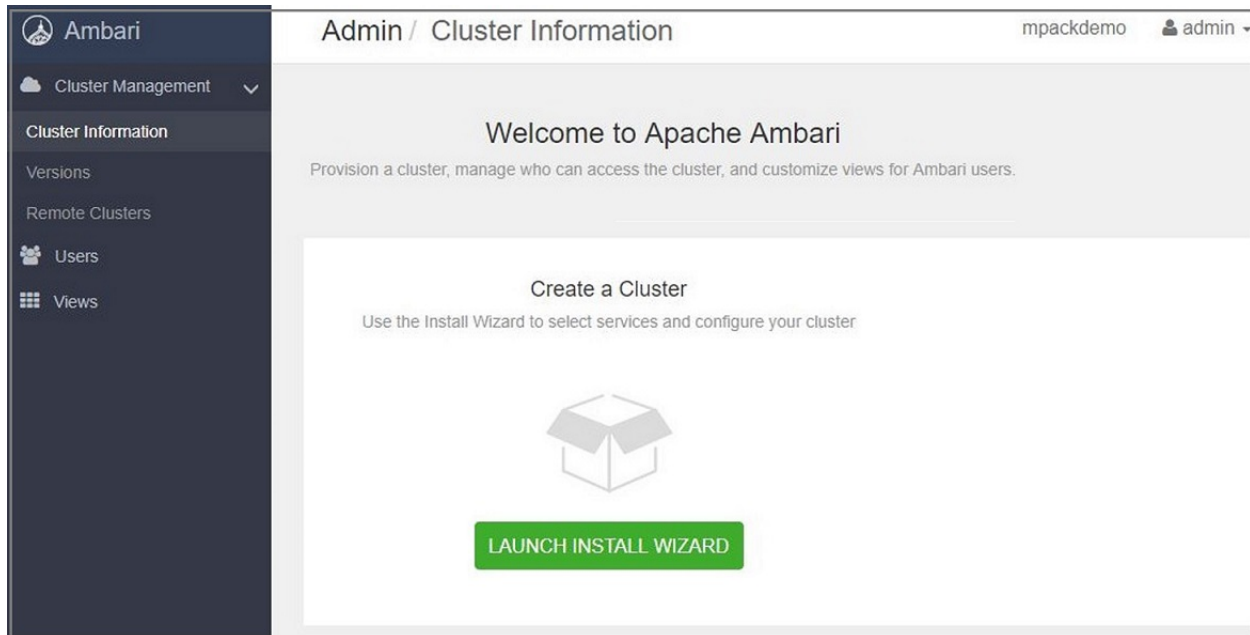 Ambari
Admin / Cluster Information
mpackdemo
admin
Cluster Management
Cluster Information
Versions
Remote Clusters
Users
Views
Welcome to Apache Ambari
Provision a cluster, manage who can access the cluster, and customize views for Ambari users.
Create a Cluster
Use the Install Wizard to select services and configure your cluster
LAUNCH INSTALL WIZARD